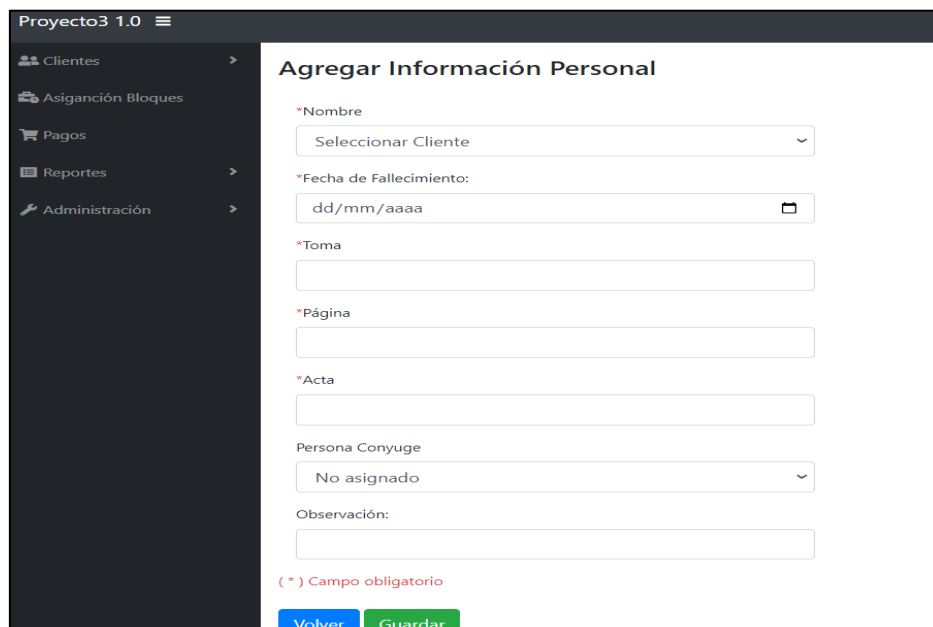 Proyecto3 1.0
Clientes
Asiganción Bloques
Pagos
Reportes
Administración
Agregar Información Personal
*Nombre
Seleccionar Cliente
*Fecha de Fallecimiento:
dd/mm/aaaa
*Toma
*Página
*Acta
Persona Conyuge
No asignado
Observación:
( * ) Campo obligatorio
Volver Guardar